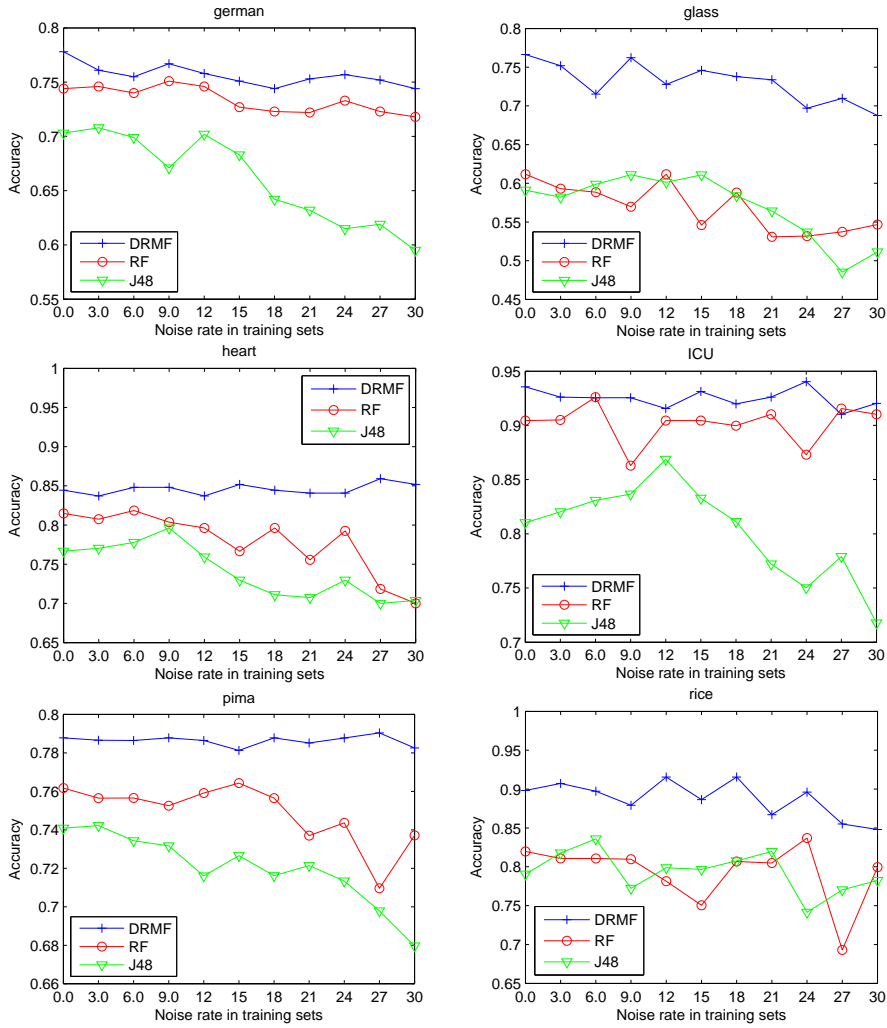 german
0.8
0.75
0.7
0.65
0.6
0.55
Accuracy
DRMF
RF
J48
0.0 3.0 6.0 9.0 12 15 18 21 24 27 30
Noise rate in training sets
glass
0.8
0.75
0.7
0.65
0.6
0.55
0.5
0.45
Accuracy
DRMF
RF
J48
0.0 3.0 6.0 9.0 12 15 18 21 24 27 30
Noise rate in training sets
heart
1
0.95
0.9
0.85
0.8
0.75
0.7
0.65
Accuracy
DRMF
RF
J48
0.0 3.0 6.0 9.0 12 15 18 21 24 27 30
Noise rate in training sets
ICU
0.95
0.9
0.85
0.8
0.75
0.7
Accuracy
DRMF
RF
J48
0.0 3.0 6.0 9.0 12 15 18 21 24 27 30
Noise rate in training sets
pima
0.8
0.78
0.76
0.74
0.72
0.7
0.68
0.66
Accuracy
DRMF
RF
J48
0.0 3.0 6.0 9.0 12 15 18 21 24 27 30
Noise rate in training sets
rice
1
0.95
0.9
0.85
0.8
0.75
0.7
0.65
Accuracy
DRMF
RF
J48
0.0 3.0 6.0 9.0 12 15 18 21 24 27 30
Noise rate in training sets